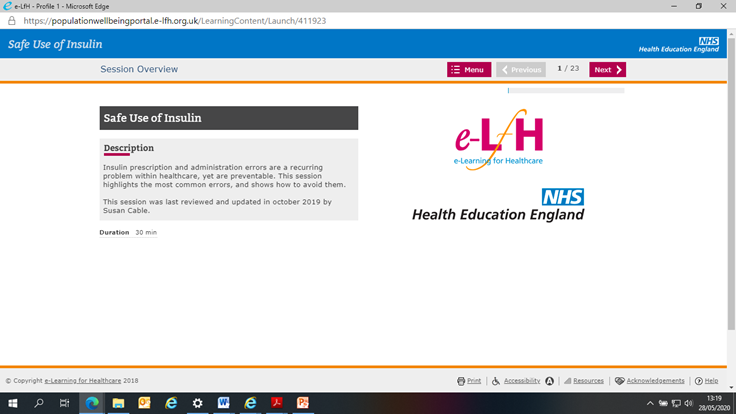 e-LfH - Profile 1 - Microsoft Edge
https://populationwellbeingportal.e-lfh.org.uk/LearningContent/Launch/411923
Safe Use of Insulin
NHS
Health Education England
Session Overview
Menu
Previous
1 / 23
Next
Safe Use of Insulin
Description
Insulin prescription and administration errors are a recurring
problem within healthcare, yet are preventable. This session
highlights the most common errors, and shows how to avoid them.
This session was last reviewed and updated in october 2019 by
Susan Cable.
Duration 30 min
e-LfH
e-Learning for Healthcare
NHS
Health Education England
© Copyright e-Learning for Healthcare 2018
Print
Accessibility
A
Resources
Acknowledgements
Help
13:19
28/05/2020